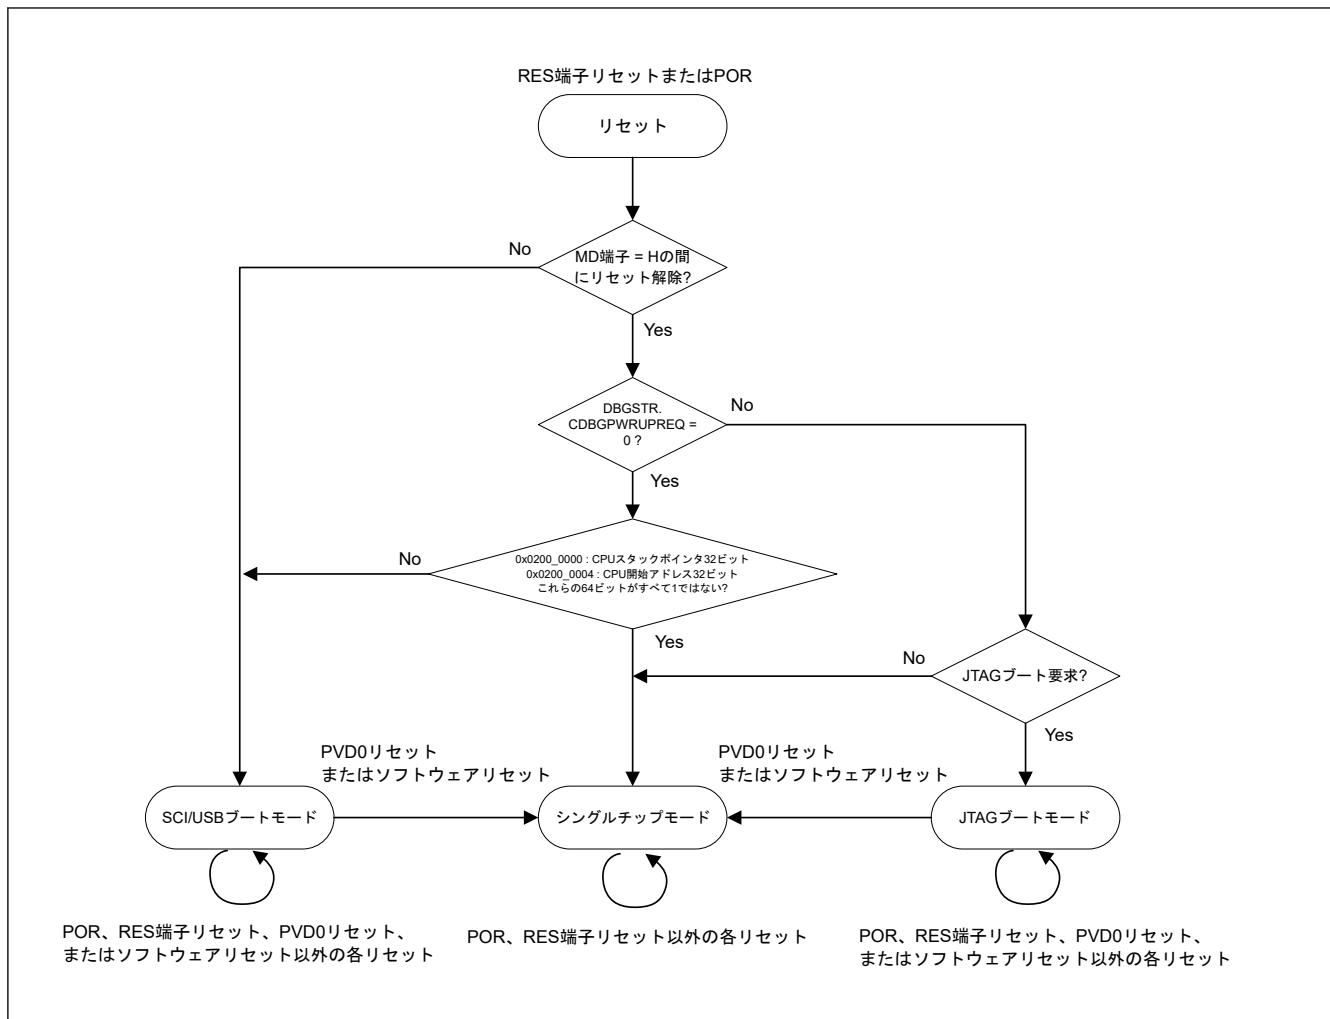 RES端子リセットまたはPOR
リセット
No
MD端子 = Hの間
にリセット解除?
Yes
DBGSTR.
CDBGPWRUPREQ =
0 ?
No
Yes
No
0x0200_0000 : CPUスタックポインタ32ビット
0x0200_0004 : CPU開始アドレス32ビット
これらの64ビットがすべて1ではない?
Yes
No
JTAGブート要求?
Yes
PVD0リセット
またはソフトウェアリセット
PVD0リセット
またはソフトウェアリセット
SCI/USBブートモード
シングルチップモード
JTAGブートモード
POR、RES端子リセット、PVD0リセット、
またはソフトウェアリセット以外の各リセット
POR、RES端子リセット以外の各リセット
POR、RES端子リセット、PVD0リセット、
またはソフトウェアリセット以外の各リセット